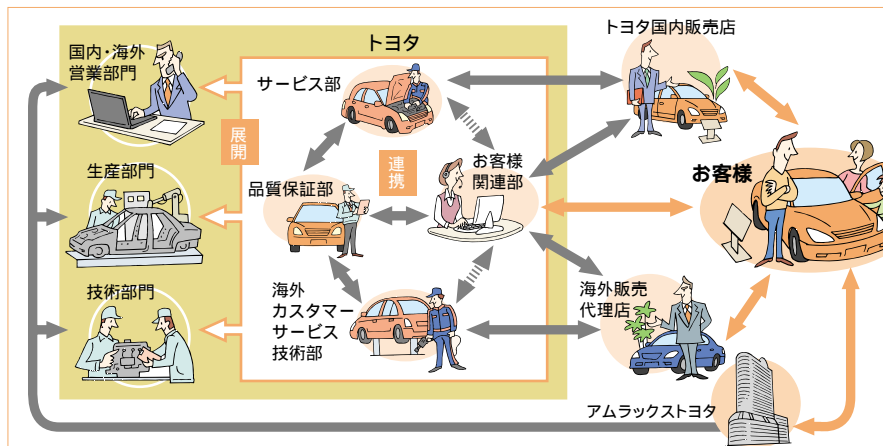 トヨタ
国内・海外
営業部門
生産部門
技術部門
展開
サービス部
品質保証部
連携
お客様
関連部
海外
カスタマー
サービス
技術部
トヨタ国内販売店
お客様
海外販売
代理店
アムラックストヨタ